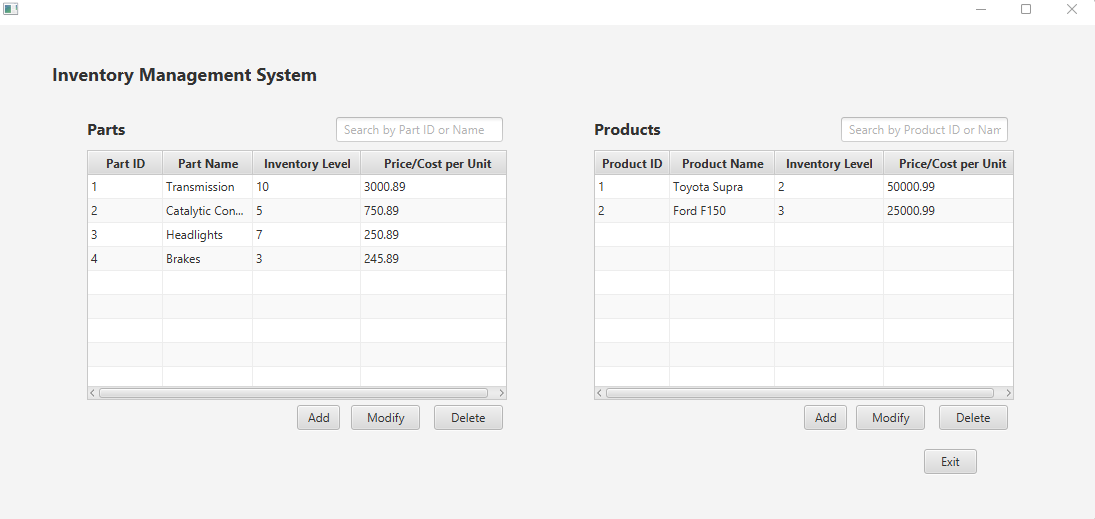 Inventory Management System
Parts
Search by Part ID or Name
Part ID Part Name Inventory Level Price/Cost per Unit
1 Transmission 10 3000.89
2 Catalytic Con... 5 750.89
3 Headlights 7 250.89
4 Brakes 3 245.89
Add Modify Delete
Products
Search by Product ID or Nam
Product ID Product Name Inventory Level Price/Cost per Unit
1 Toyota Supra 2 50000.99
2 Ford F150 3 25000.99
Add Modify Delete
Exit